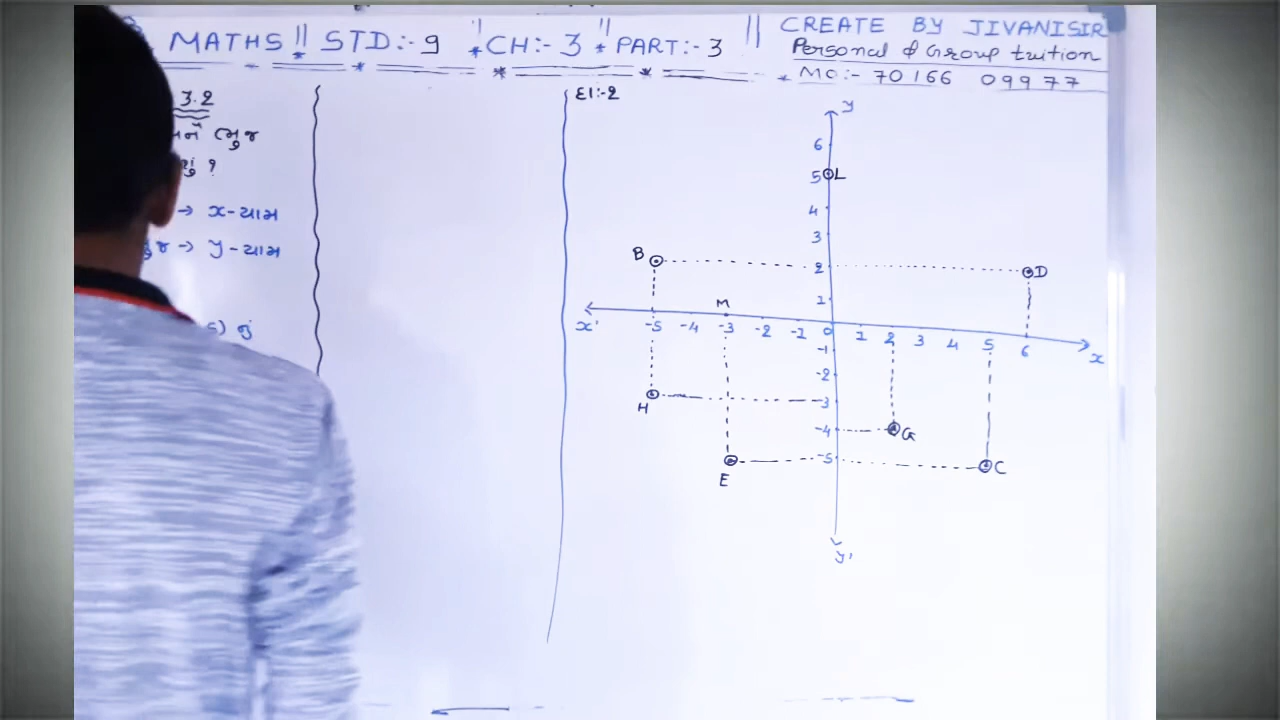 MATHS || STD:- 9 * CH:- 3 * PART:- 3
CREATE BY JIVANISIR
Personal & Group tuition
MO:- 70166 09977
3.2
ભુજ
?
→ x-યામ
→ y-યામ
નું
દા:-2
y
6
5 L
4
3
B 2 D
1
M
x' -5 -4 -3 -2 -1 0 1 2 3 4 5 6 x
-1
-2
H -3
-4 G
E -5 C
y'